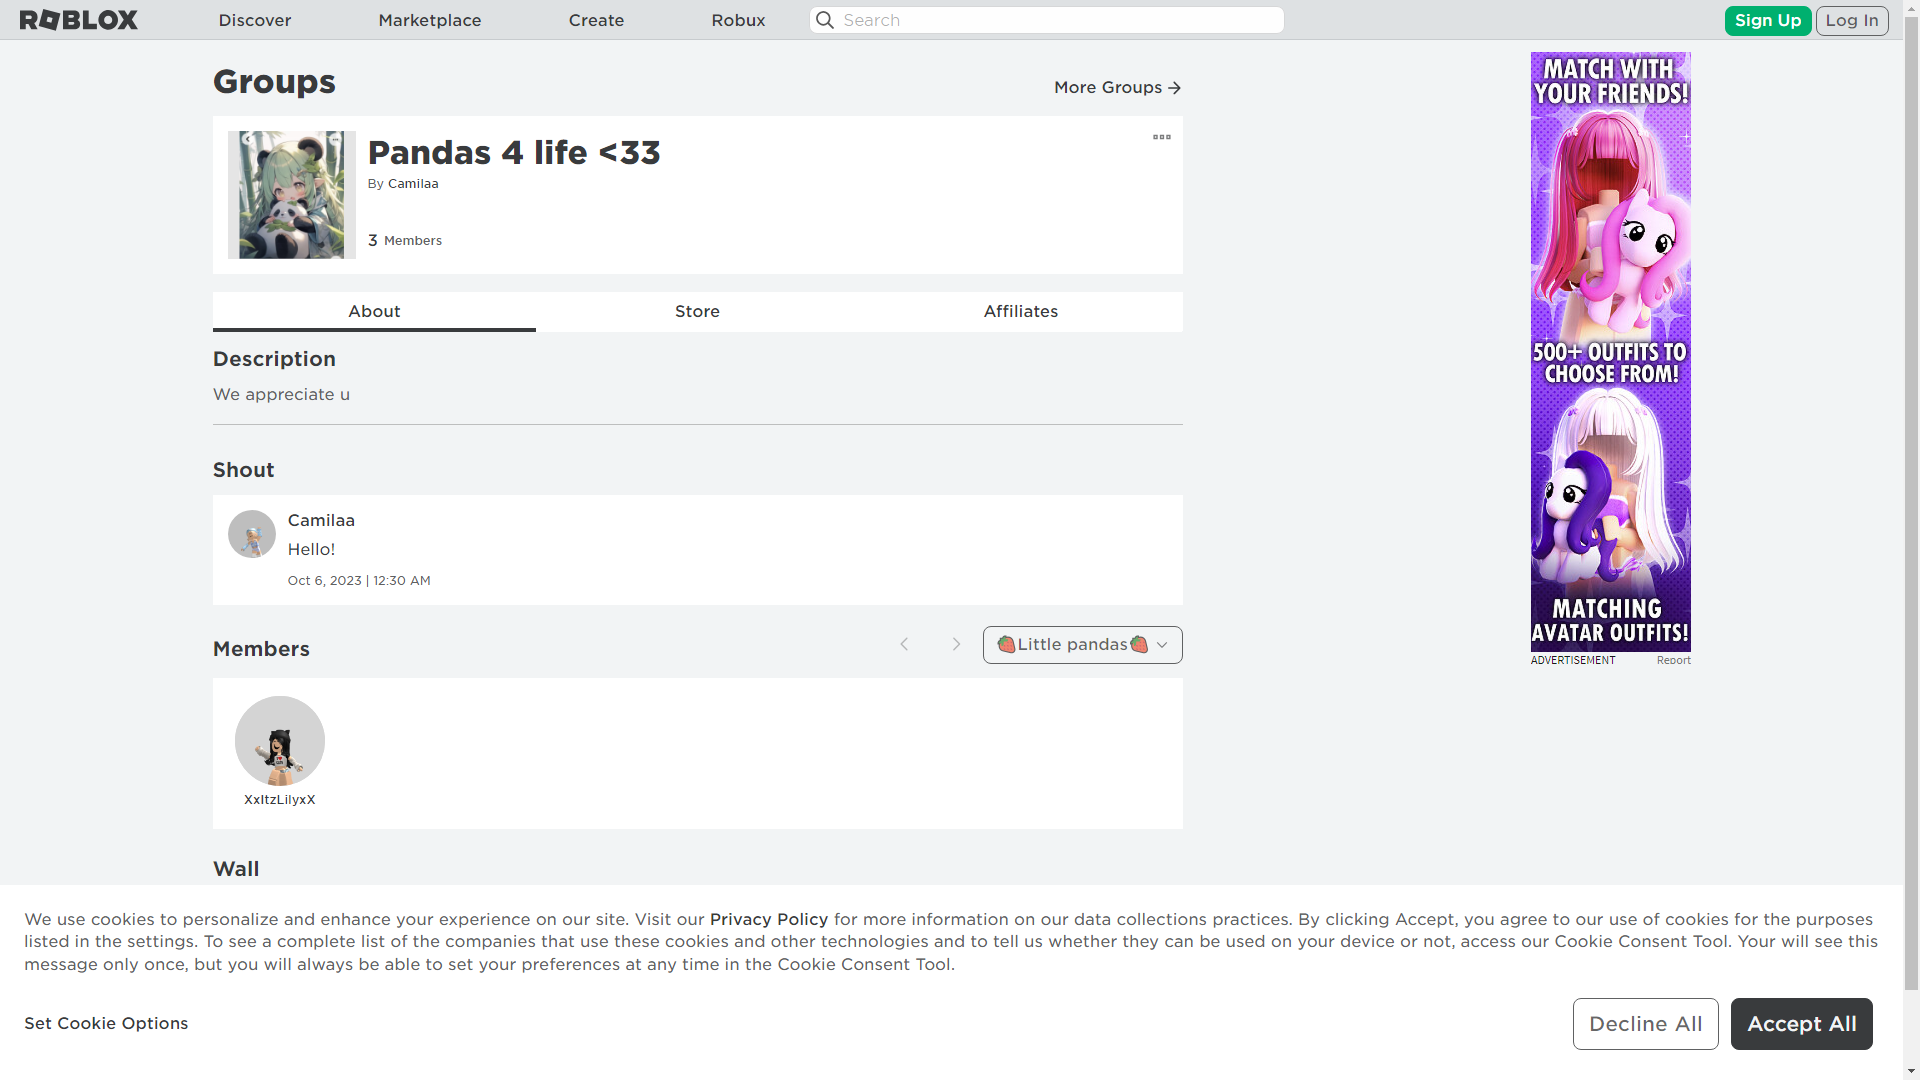 ROBLOX
Discover
Marketplace
Create
Robux
Search
Sign Up
Log In
Groups
More Groups
Pandas 4 life <33
By Camilaa
3 Members
About
Store
Affiliates
Description
We appreciate u
Shout
Camilaa
Hello!
Oct 6, 2023 | 12:30 AM
Members
🍓Little pandas🍓
XxItzLilyxX
Wall
MATCH WITH
YOUR FRIENDS!
500+ OUTFITS TO
CHOOSE FROM!
MATCHING
AVATAR OUTFITS!
ADVERTISEMENT
Report
We use cookies to personalize and enhance your experience on our site. Visit our Privacy Policy for more information on our data collections practices. By clicking Accept, you agree to our use of cookies for the purposes
listed in the settings. To see a complete list of the companies that use these cookies and other technologies and to tell us whether they can be used on your device or not, access our Cookie Consent Tool. Your will see this
message only once, but you will always be able to set your preferences at any time in the Cookie Consent Tool.
Set Cookie Options
Decline All
Accept All